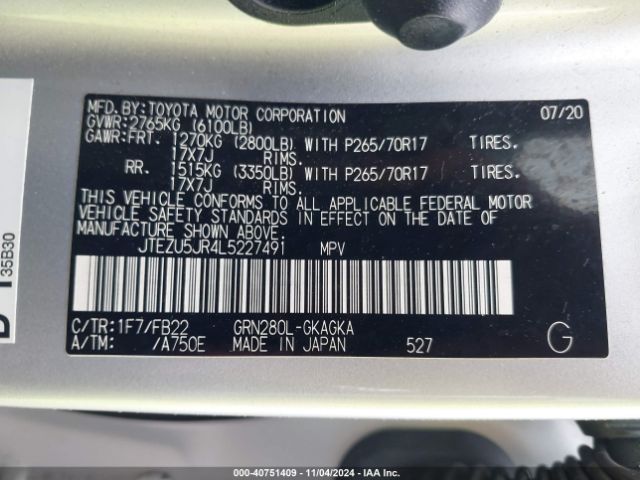 MFD.BY:TOYOTA MOTOR CORPORATION 07/20
GVWR:2765KG (6100LB)
GAWR:FRT. 1270KG (2800LB) WITH P265/70R17 TIRES.
17X7J RIMS.
RR. 1515KG (3350LB) WITH P265/70R17 TIRES.
17X7J RIMS.
THIS VEHICLE CONFORMS TO ALL APPLICABLE FEDERAL MOTOR
VEHICLE SAFETY STANDARDS IN EFFECT ON THE DATE OF
MANUFACTURE SHOWN ABOVE.
JTEZU5JR4L5227491 MPV
C/TR:1F7/FB22 GRN280L-GKAGKA
A/TM: /A750E MADE IN JAPAN 527 G
35B30
000-40751409 - 11/04/2024 - IAA Inc.